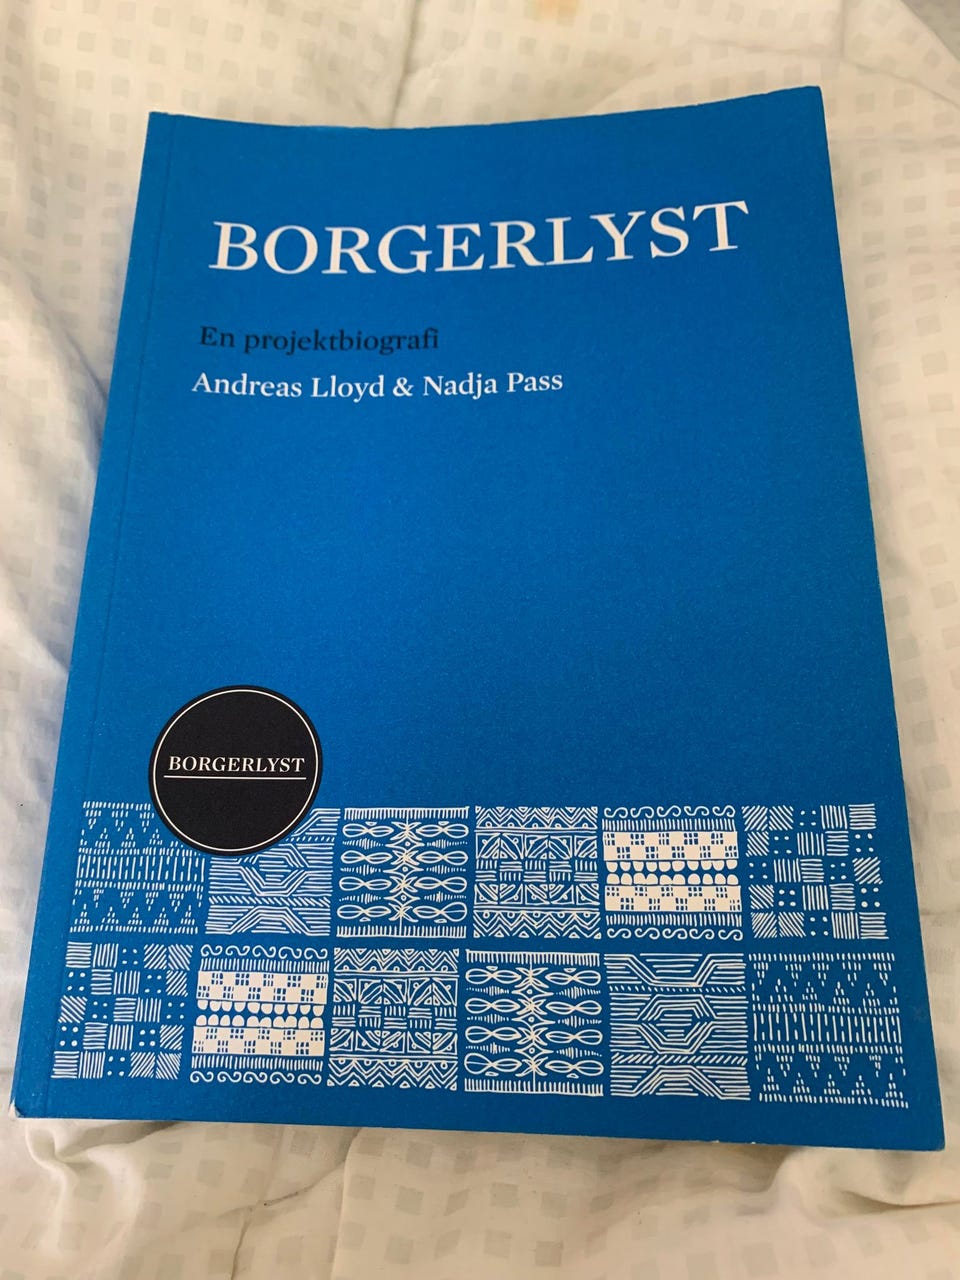 BORGERLYST
En projektbiografi
Andreas Lloyd & Nadja Pass
BORGERLYST